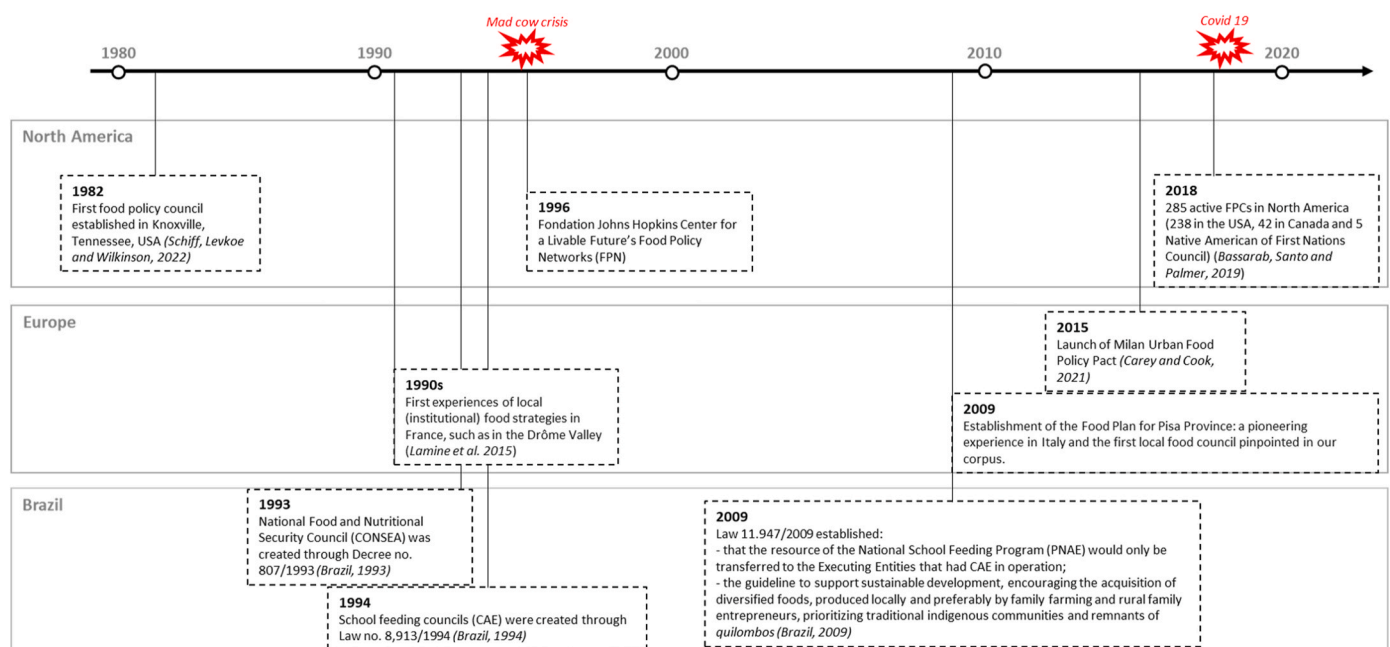 Mad cow crisis
Covid 19
1980
1990
2000
2010
2020
North America
1982
First food policy council
established in Knoxville,
Tennessee, USA (Schiff, Levkoe
and Wilkinson, 2022)
1996
Fondation Johns Hopkins Center for
a Livable Future's Food Policy
Networks (FPN)
2018
285 active FPCs in North America
(238 in the USA, 42 in Canada and 5
Native American of First Nations
Council) (Bassarab, Santo and
Palmer, 2019)
Europe
1990s
First experiences of local
(institutional) food strategies in
France, such as in the Drôme Valley
(Lamine et al. 2015)
2015
Launch of Milan Urban Food
Policy Pact (Carey and Cook,
2021)
2009
Establishment of the Food Plan for Pisa Province: a pioneering
experience in Italy and the first local food council pinpointed in our
corpus.
Brazil
1993
National Food and Nutritional
Security Council (CONSEA) was
created through Decree no.
807/1993 (Brazil, 1993)
1994
School feeding councils (CAE) were created through
Law no. 8,913/1994 (Brazil, 1994)
2009
Law 11.947/2009 established:
- that the resource of the National School Feeding Program (PNAE) would only be
transferred to the Executing Entities that had CAE in operation;
- the guideline to support sustainable development, encouraging the acquisition of
diversified foods, produced locally and preferably by family farming and rural family
entrepreneurs, prioritizing traditional indigenous communities and remnants of
quilombos (Brazil, 2009)